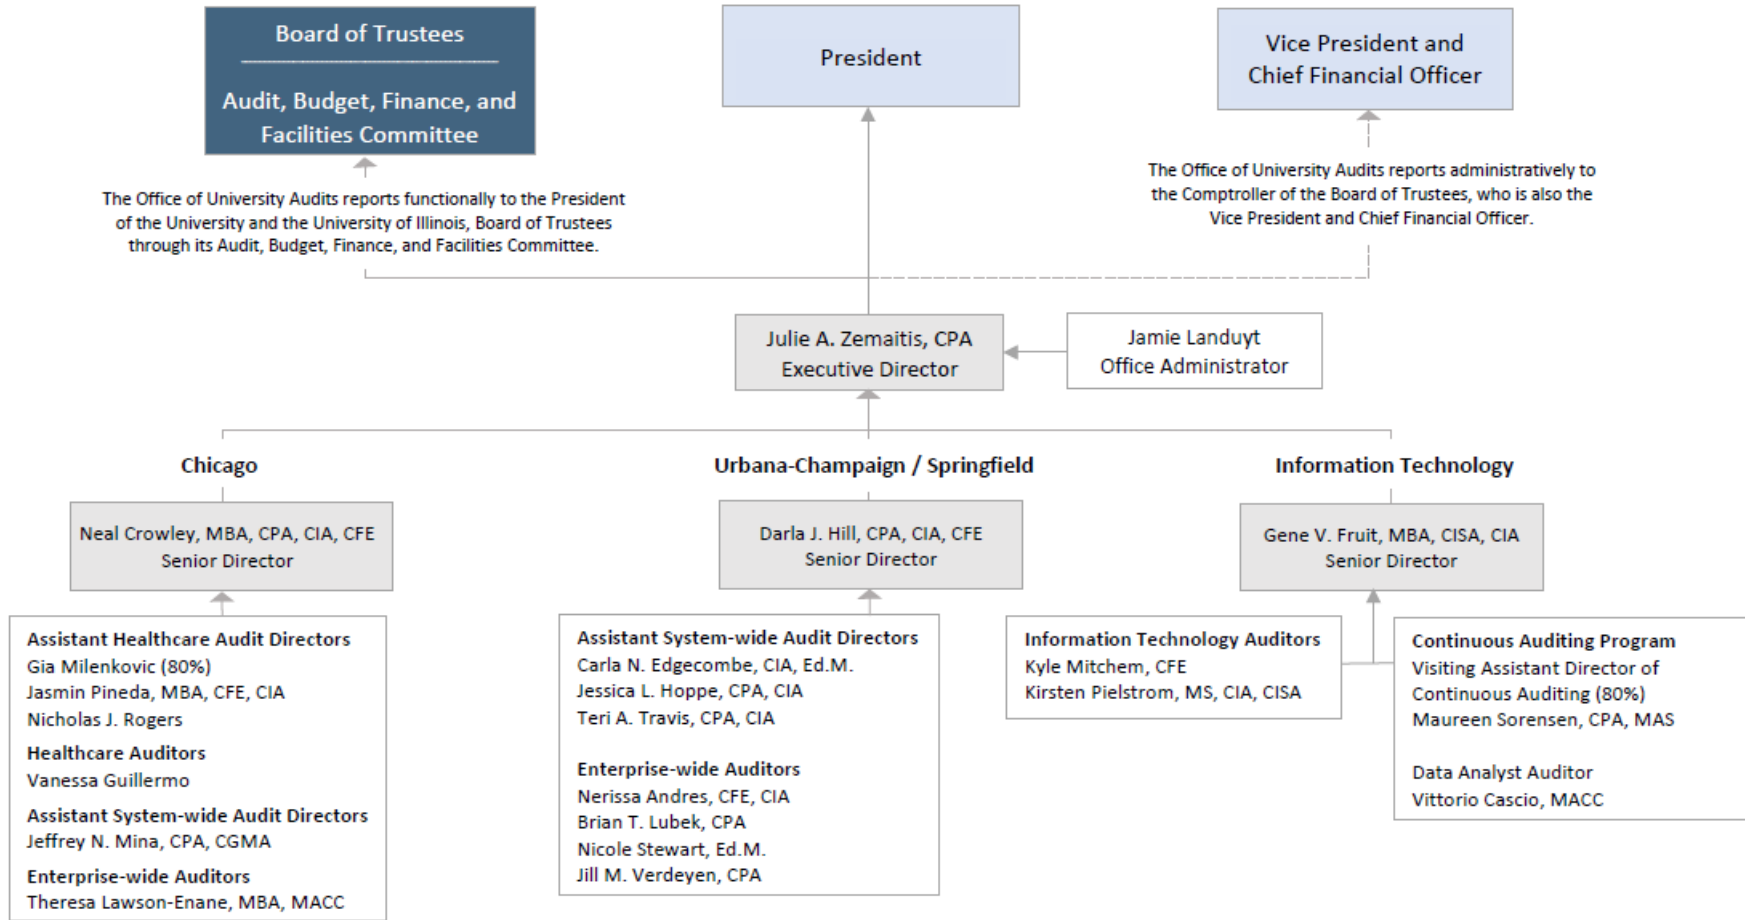 Board of Trustees
Audit, Budget, Finance, and
Facilities Committee
President
Vice President and
Chief Financial Officer
The Office of University Audits reports functionally to the President
of the University and the University of Illinois, Board of Trustees
through its Audit, Budget, Finance, and Facilities Committee.
The Office of University Audits reports administratively to
the Comptroller of the Board of Trustees, who is also the
Vice President and Chief Financial Officer.
Julie A. Zemaitis, CPA
Executive Director
Jamie Landuyt
Office Administrator
Chicago
Neal Crowley, MBA, CPA, CIA, CFE
Senior Director
Assistant Healthcare Audit Directors
Gia Milenkovic (80%)
Jasmin Pineda, MBA, CFE, CIA
Nicholas J. Rogers
Healthcare Auditors
Vanessa Guillermo
Assistant System-wide Audit Directors
Jeffrey N. Mina, CPA, CGMA
Enterprise-wide Auditors
Theresa Lawson-Enane, MBA, MACC
Urbana-Champaign / Springfield
Darla J. Hill, CPA, CIA, CFE
Senior Director
Assistant System-wide Audit Directors
Carla N. Edgecombe, CIA, Ed.M.
Jessica L. Hoppe, CPA, CIA
Teri A. Travis, CPA, CIA
Enterprise-wide Auditors
Nerissa Andres, CFE, CIA
Brian T. Lubek, CPA
Nicole Stewart, Ed.M.
Jill M. Verdeyen, CPA
Information Technology
Gene V. Fruit, MBA, CISA, CIA
Senior Director
Information Technology Auditors
Kyle Mitchem, CFE
Kirsten Pielstrom, MS, CIA, CISA
Continuous Auditing Program
Visiting Assistant Director of
Continuous Auditing (80%)
Maureen Sorensen, CPA, MAS
Data Analyst Auditor
Vittorio Cascio, MACC